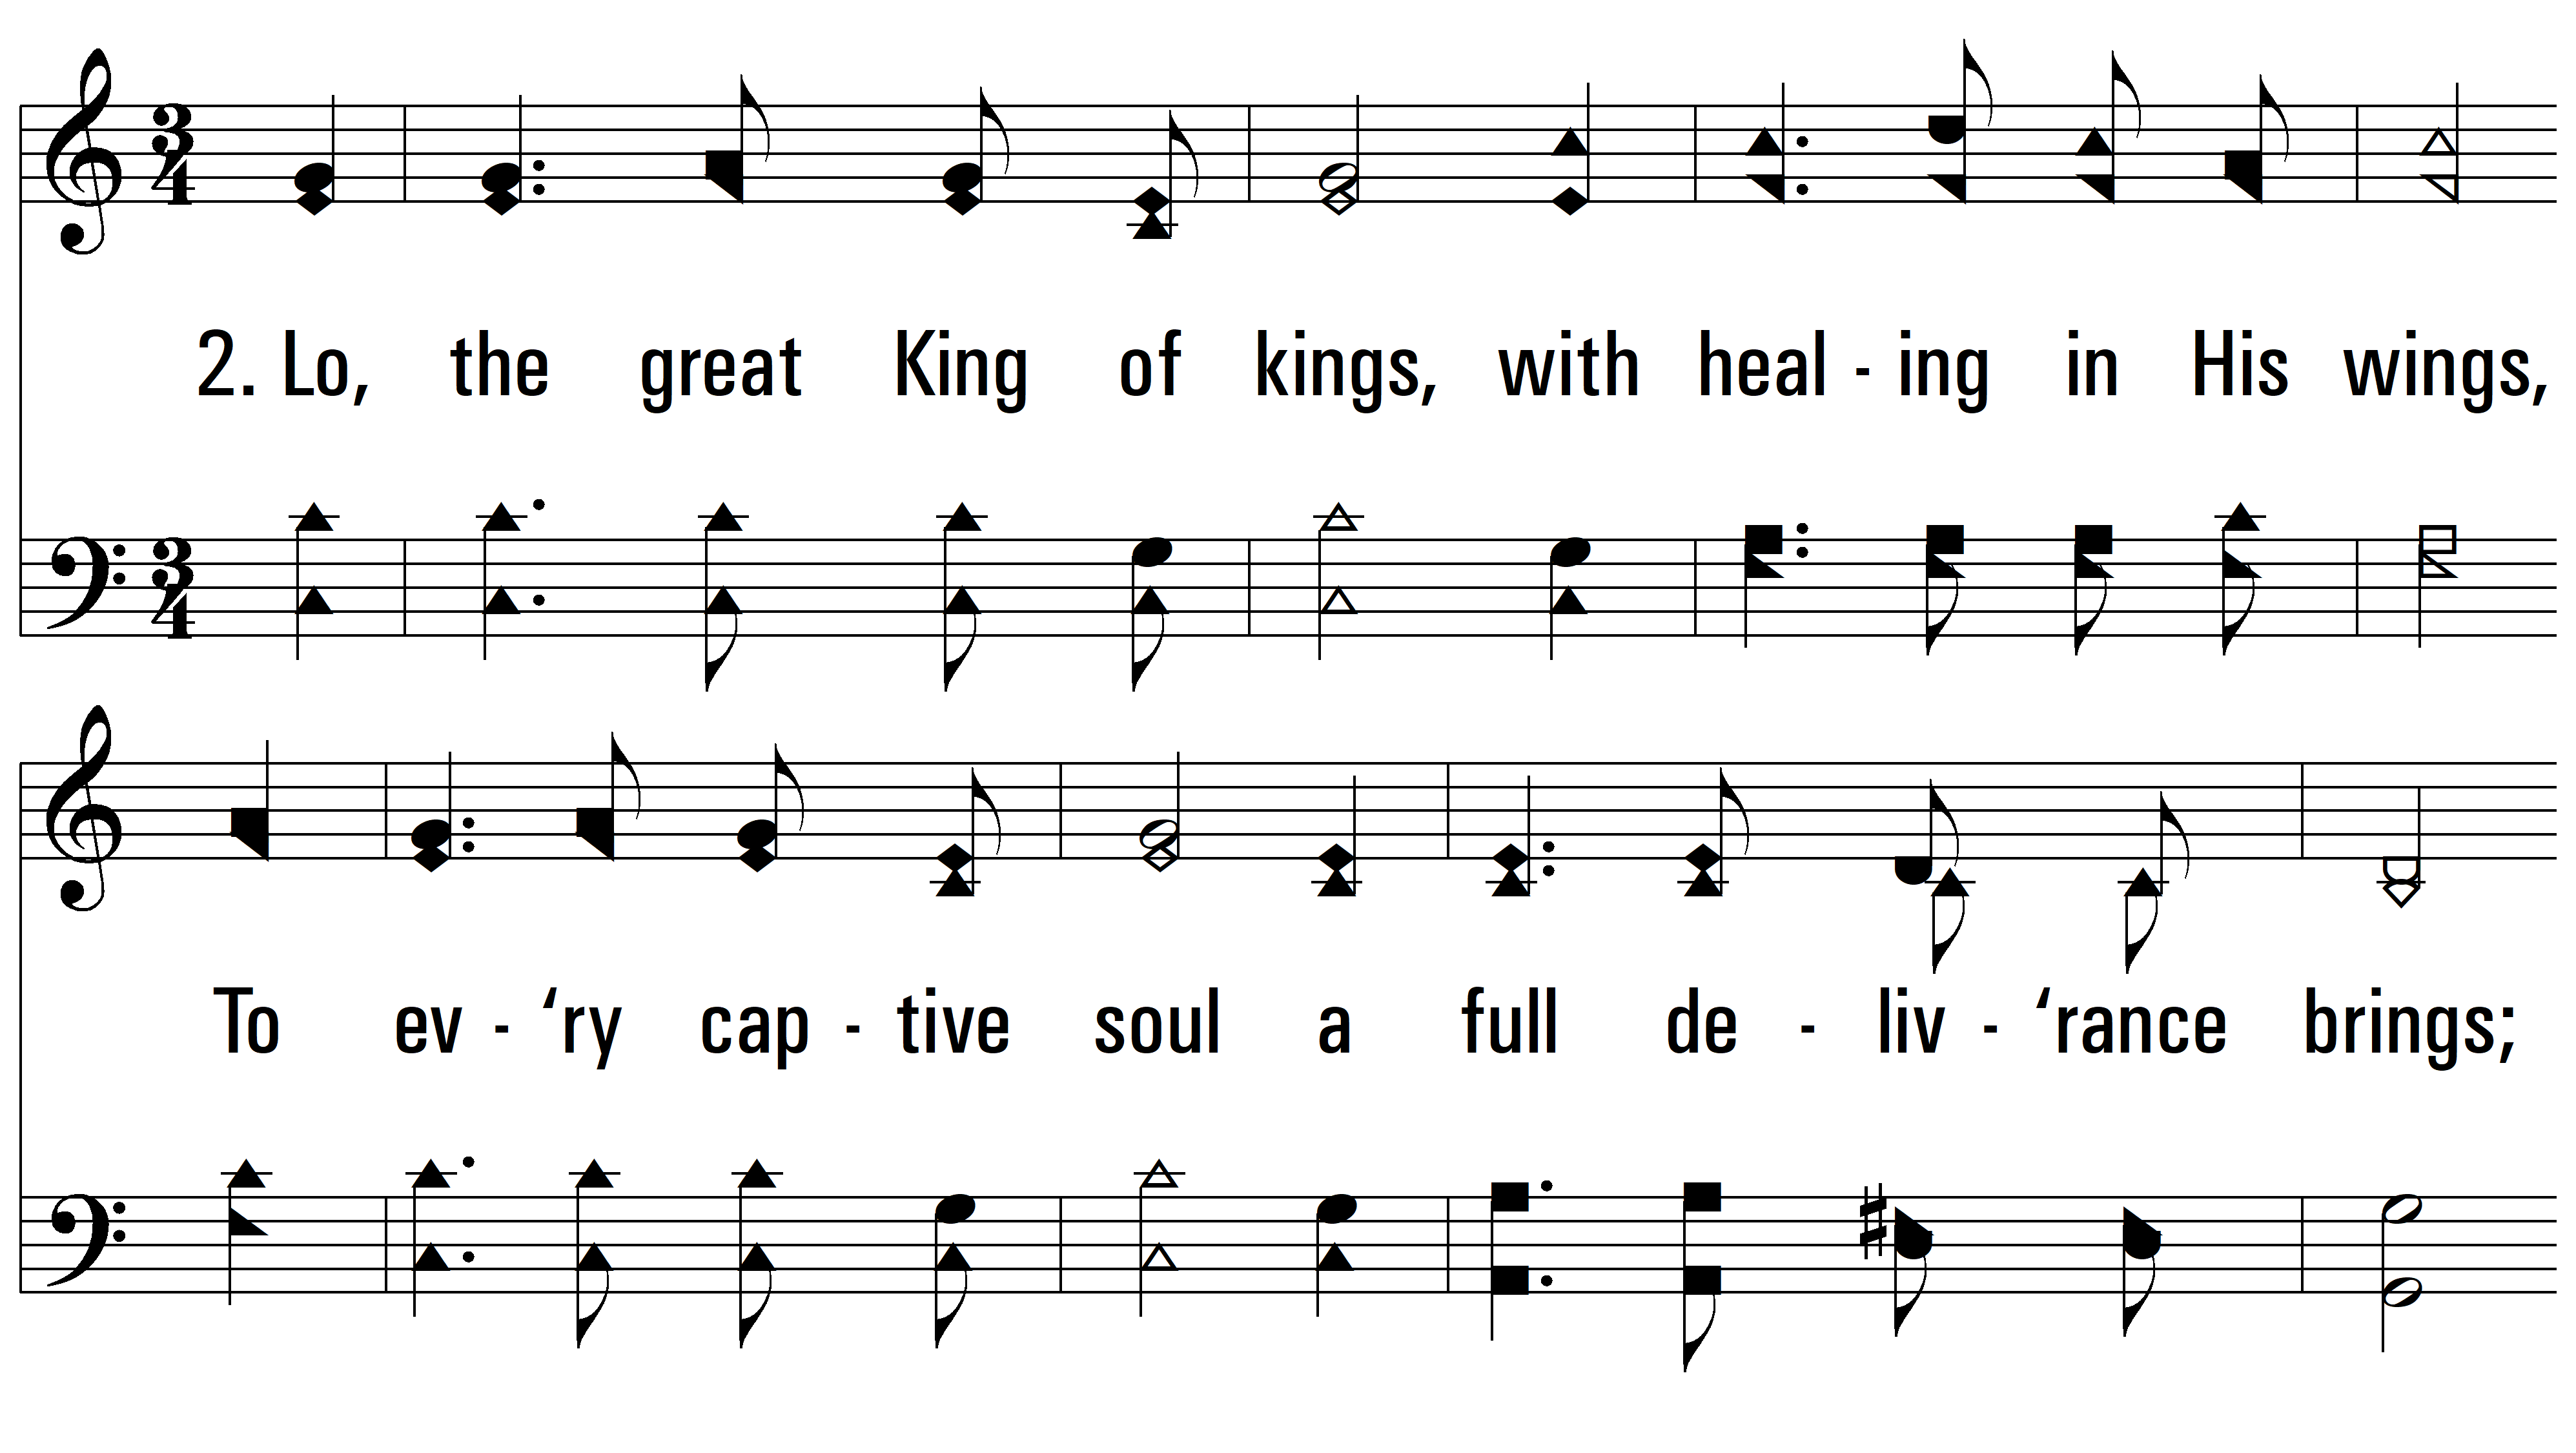 2. Lo, the great King of kings, with heal - ing in His wings,
To ev - ‘ry cap - tive soul a full de - liv - ‘rance brings;